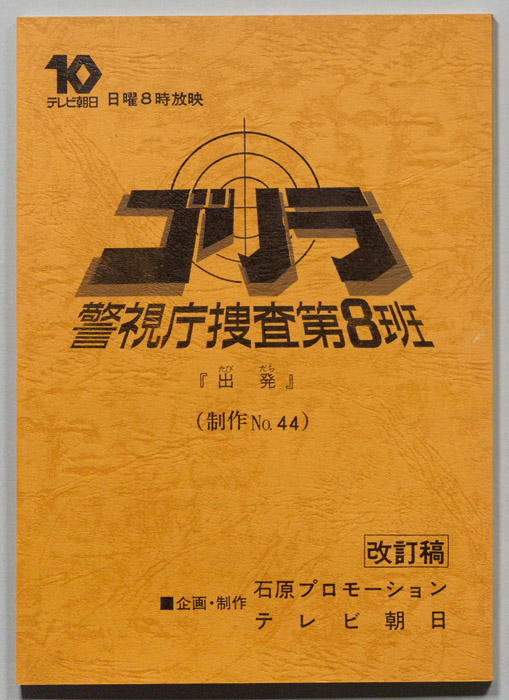 10
テレビ朝日 日曜8時放映
ゴリラ
警視庁捜査第8班
たび だち
『出 発』
(制作No.44)
改訂稿
■企画・制作 石原プロモーション
テレビ朝日